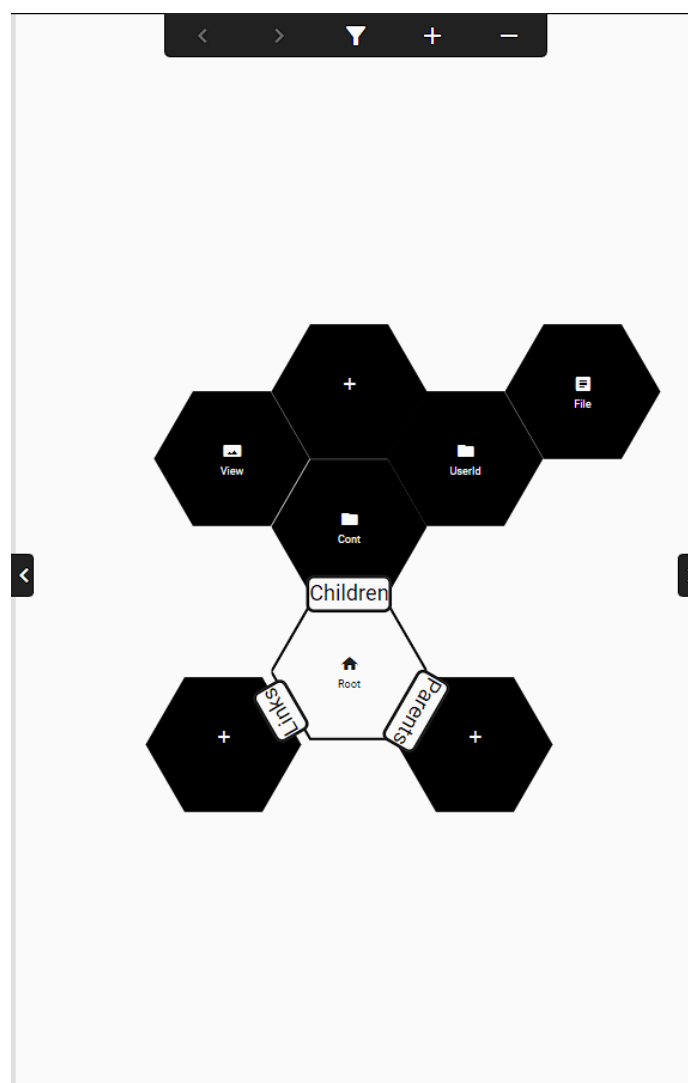 File
View
UserId
Cont
Children
Root
Links
Parents